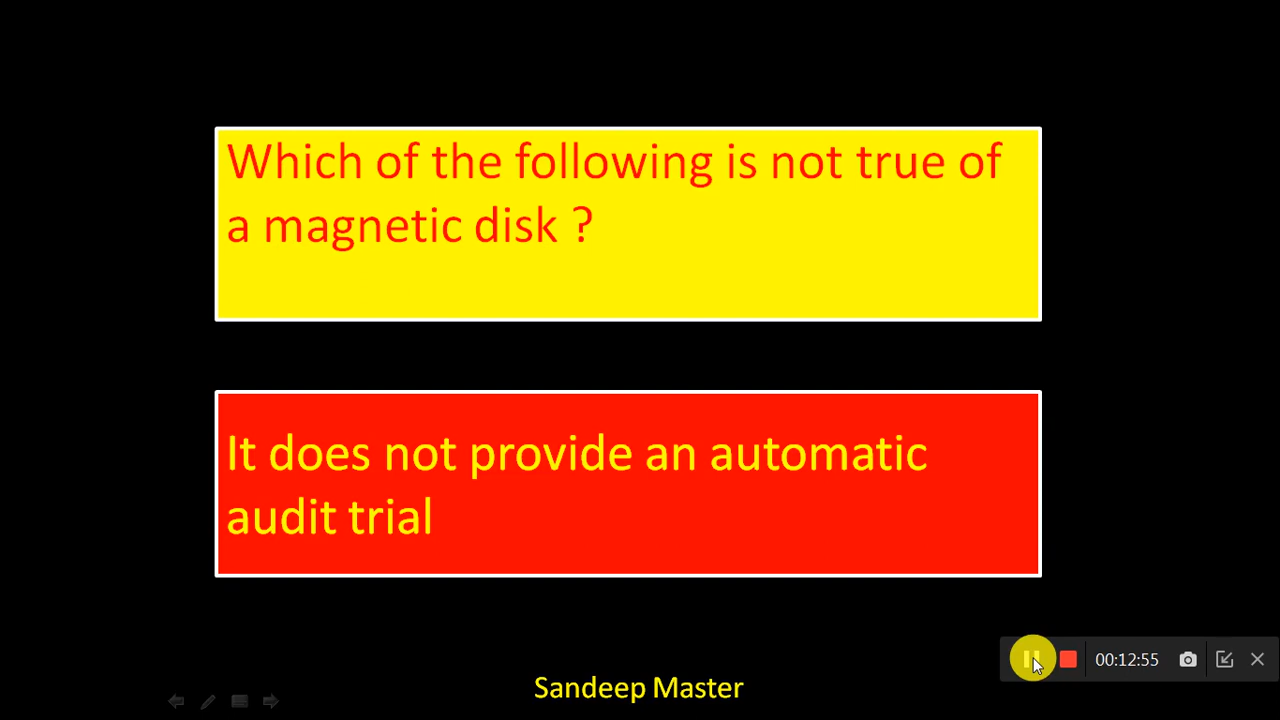 Which of the following is not true of
a magnetic disk ?
It does not provide an automatic
audit trial
00:12:55
Sandeep Master